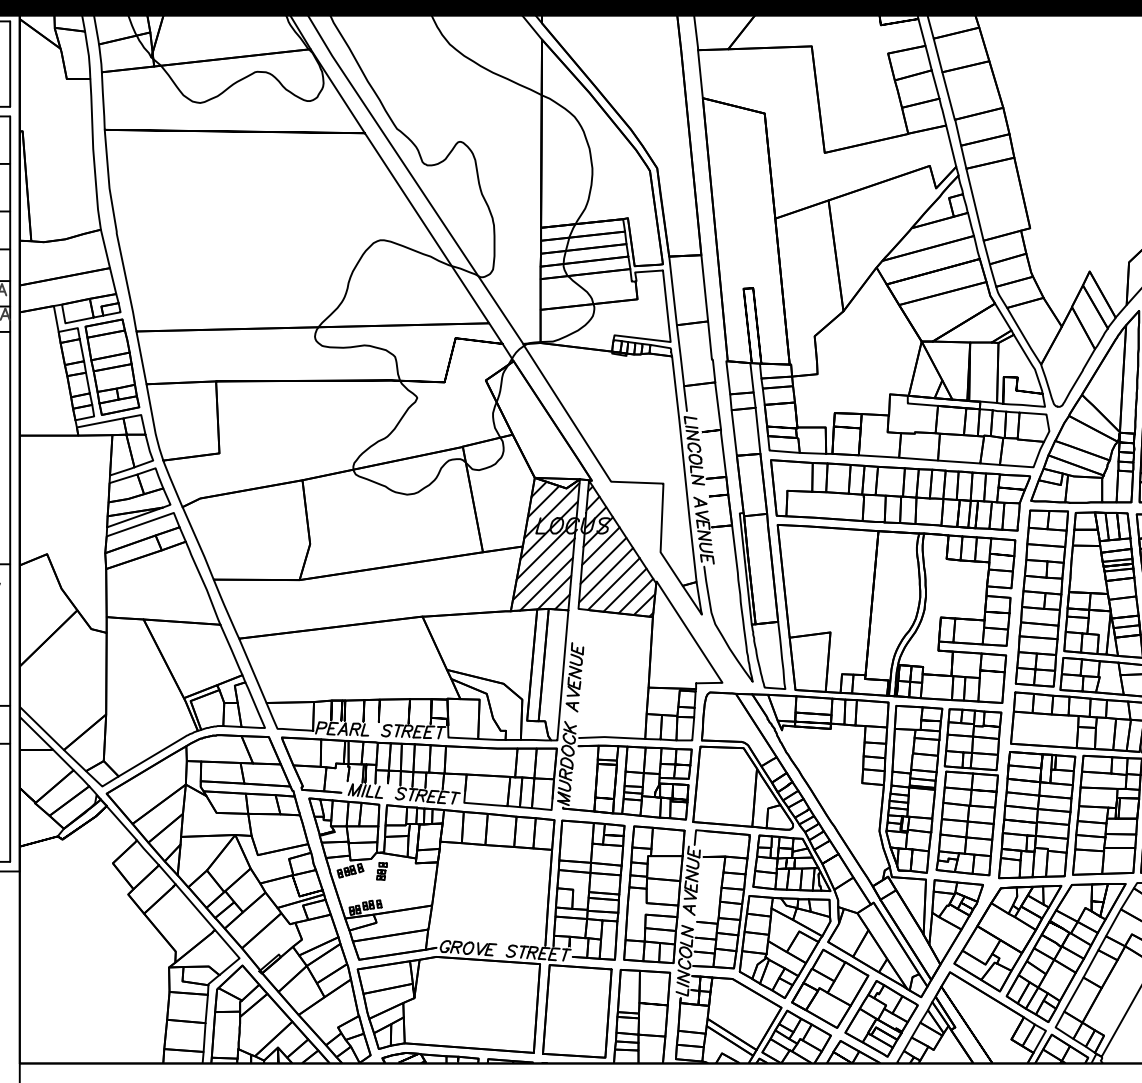 A
A
LINCOLN AVENUE
LOCUS
MURDOCK AVENUE
PEARL STREET
MILL STREET
LINCOLN AVENUE
GROVE STREET